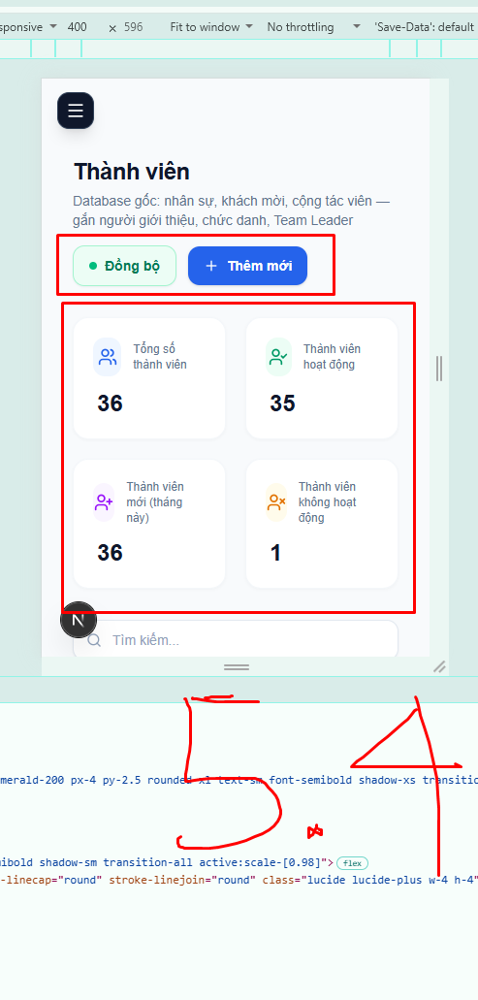 sponsive
400
×
596
Fit to window
No throttling
'Save-Data': default
Thành viên
Database gốc: nhân sự, khách mời, cộng tác viên —
gắn người giới thiệu, chức danh, Team Leader
Đồng bộ
Thêm mới
Tổng số
thành viên
36
Thành viên
hoạt động
35
Thành viên
mới (tháng
này)
36
Thành viên
không hoạt
động
1
N
Tìm kiếm...
5 x 4
merald-200 px-4 py-2.5 rounded-xl text-sm font-semibold shadow-xs transitio
ibold shadow-sm transition-all active:scale-[0.98]">
flex
-linecap="round" stroke-linejoin="round" class="lucide lucide-plus w-4 h-4"